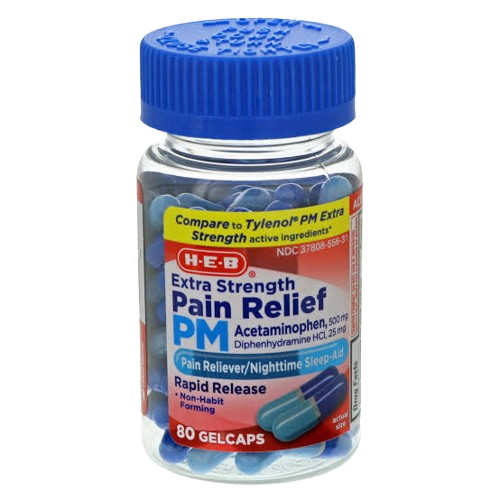 Compare to Tylenol® PM Extra
Strength active ingredients*
NDC 37808-556-31
H-E-B®
Extra Strength
Pain Relief
PM
Acetaminophen, 500 mg
Diphenhydramine HCl, 25 mg
Pain Reliever/Nighttime Sleep-Aid
Rapid Release
• Non-Habit
Forming
actual
size
80 GELCAPS
Drug Facts